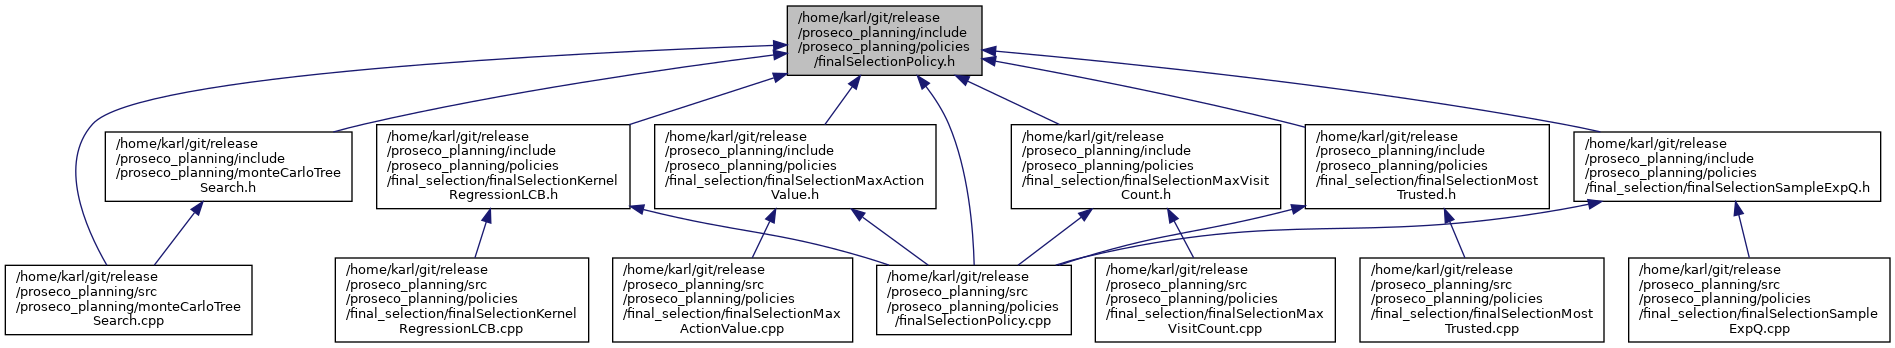 /home/karl/git/release
/proseco_planning/include
/proseco_planning/policies
/finalSelectionPolicy.h
/home/karl/git/release
/proseco_planning/include
/proseco_planning/monteCarloTree
Search.h
/home/karl/git/release
/proseco_planning/include
/proseco_planning/policies
/final_selection/finalSelectionKernel
RegressionLCB.h
/home/karl/git/release
/proseco_planning/include
/proseco_planning/policies
/final_selection/finalSelectionMaxAction
Value.h
/home/karl/git/release
/proseco_planning/include
/proseco_planning/policies
/final_selection/finalSelectionMaxVisit
Count.h
/home/karl/git/release
/proseco_planning/include
/proseco_planning/policies
/final_selection/finalSelectionMost
Trusted.h
/home/karl/git/release
/proseco_planning/include
/proseco_planning/policies
/final_selection/finalSelectionSampleExpQ.h
/home/karl/git/release
/proseco_planning/src
/proseco_planning/monteCarloTree
Search.cpp
/home/karl/git/release
/proseco_planning/src
/proseco_planning/policies
/final_selection/finalSelectionKernel
RegressionLCB.cpp
/home/karl/git/release
/proseco_planning/src
/proseco_planning/policies
/final_selection/finalSelectionMax
ActionValue.cpp
/home/karl/git/release
/proseco_planning/src
/proseco_planning/policies
/finalSelectionPolicy.cpp
/home/karl/git/release
/proseco_planning/src
/proseco_planning/policies
/final_selection/finalSelectionMax
VisitCount.cpp
/home/karl/git/release
/proseco_planning/src
/proseco_planning/policies
/final_selection/finalSelectionMost
Trusted.cpp
/home/karl/git/release
/proseco_planning/src
/proseco_planning/policies
/final_selection/finalSelectionSample
ExpQ.cpp